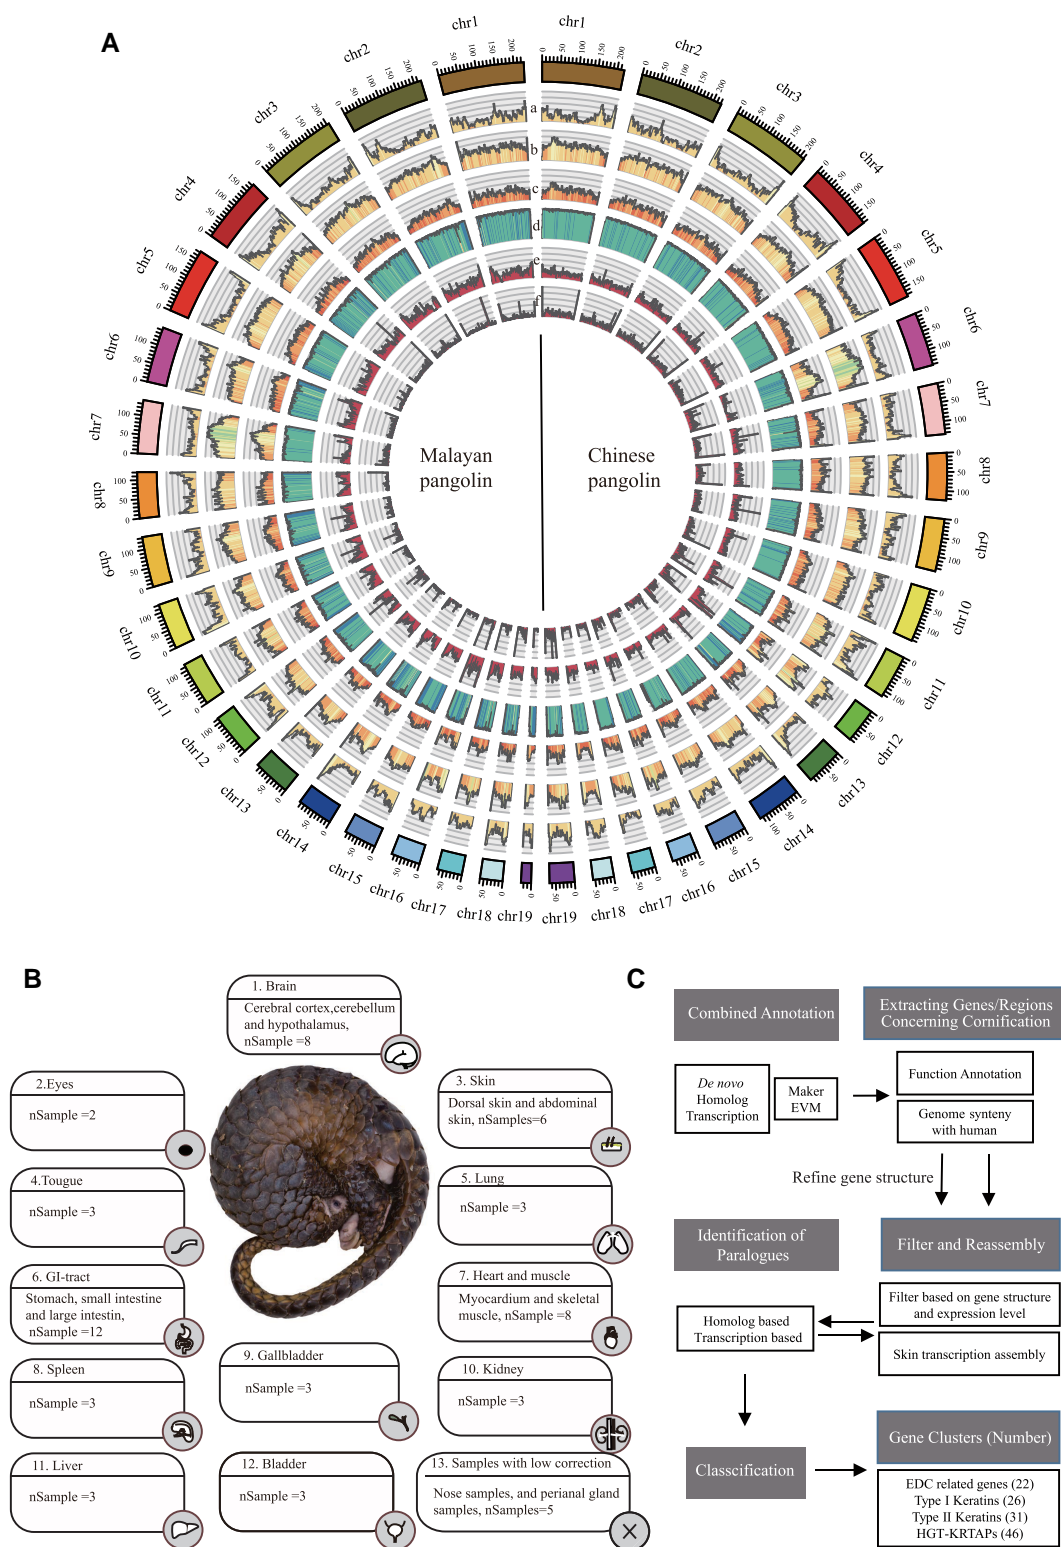 A
chr1
chr1
chr2
chr2
chr3
chr3
chr4
chr4
chr5
chr5
chr6
chr6
chr7
chr7
chr8
chr8
chr9
chr9
chr10
chr10
chr11
chr11
chr12
chr12
chr13
chr13
chr14
chr14
chr15
chr15
chr16
chr16
chr17
chr17
chr18
chr18
chr19
chr19
a
b
c
d
e
f
Malayan
pangolin
Chinese
pangolin
B
1. Brain
Cerebral cortex,cerebellum
and hypothalamus,
nSample =8
2.Eyes
nSample =2
3. Skin
Dorsal skin and abdominal
skin, nSamples=6
4.Tougue
nSample =3
5. Lung
nSample =3
6. GI-tract
Stomach, small intestine
and large intestin,
nSample =12
7. Heart and muscle
Myocardium and skeletal
muscle, nSample =8
8. Spleen
nSample =3
9. Gallbladder
nSample =3
10. Kidney
nSample =3
11. Liver
nSample =3
12. Bladder
nSample =3
13. Samples with low correction
Nose samples, and perianal gland
samples, nSamples=5
C
Combined Annotation
Extracting Genes/Regions
Concerning Cornification
De novo
Homolog
Transcription
Maker
EVM
Function Annotation
Genome synteny
with human
Refine gene structure
Identification of
Paralogues
Filter and Reassembly
Homolog based
Transcription based
Filter based on gene structure
and expression level
Skin transcription assembly
Classcification
Gene Clusters (Number)
EDC related genes (22)
Type I Keratins (26)
Type II Keratins (31)
HGT-KRTAPs (46)